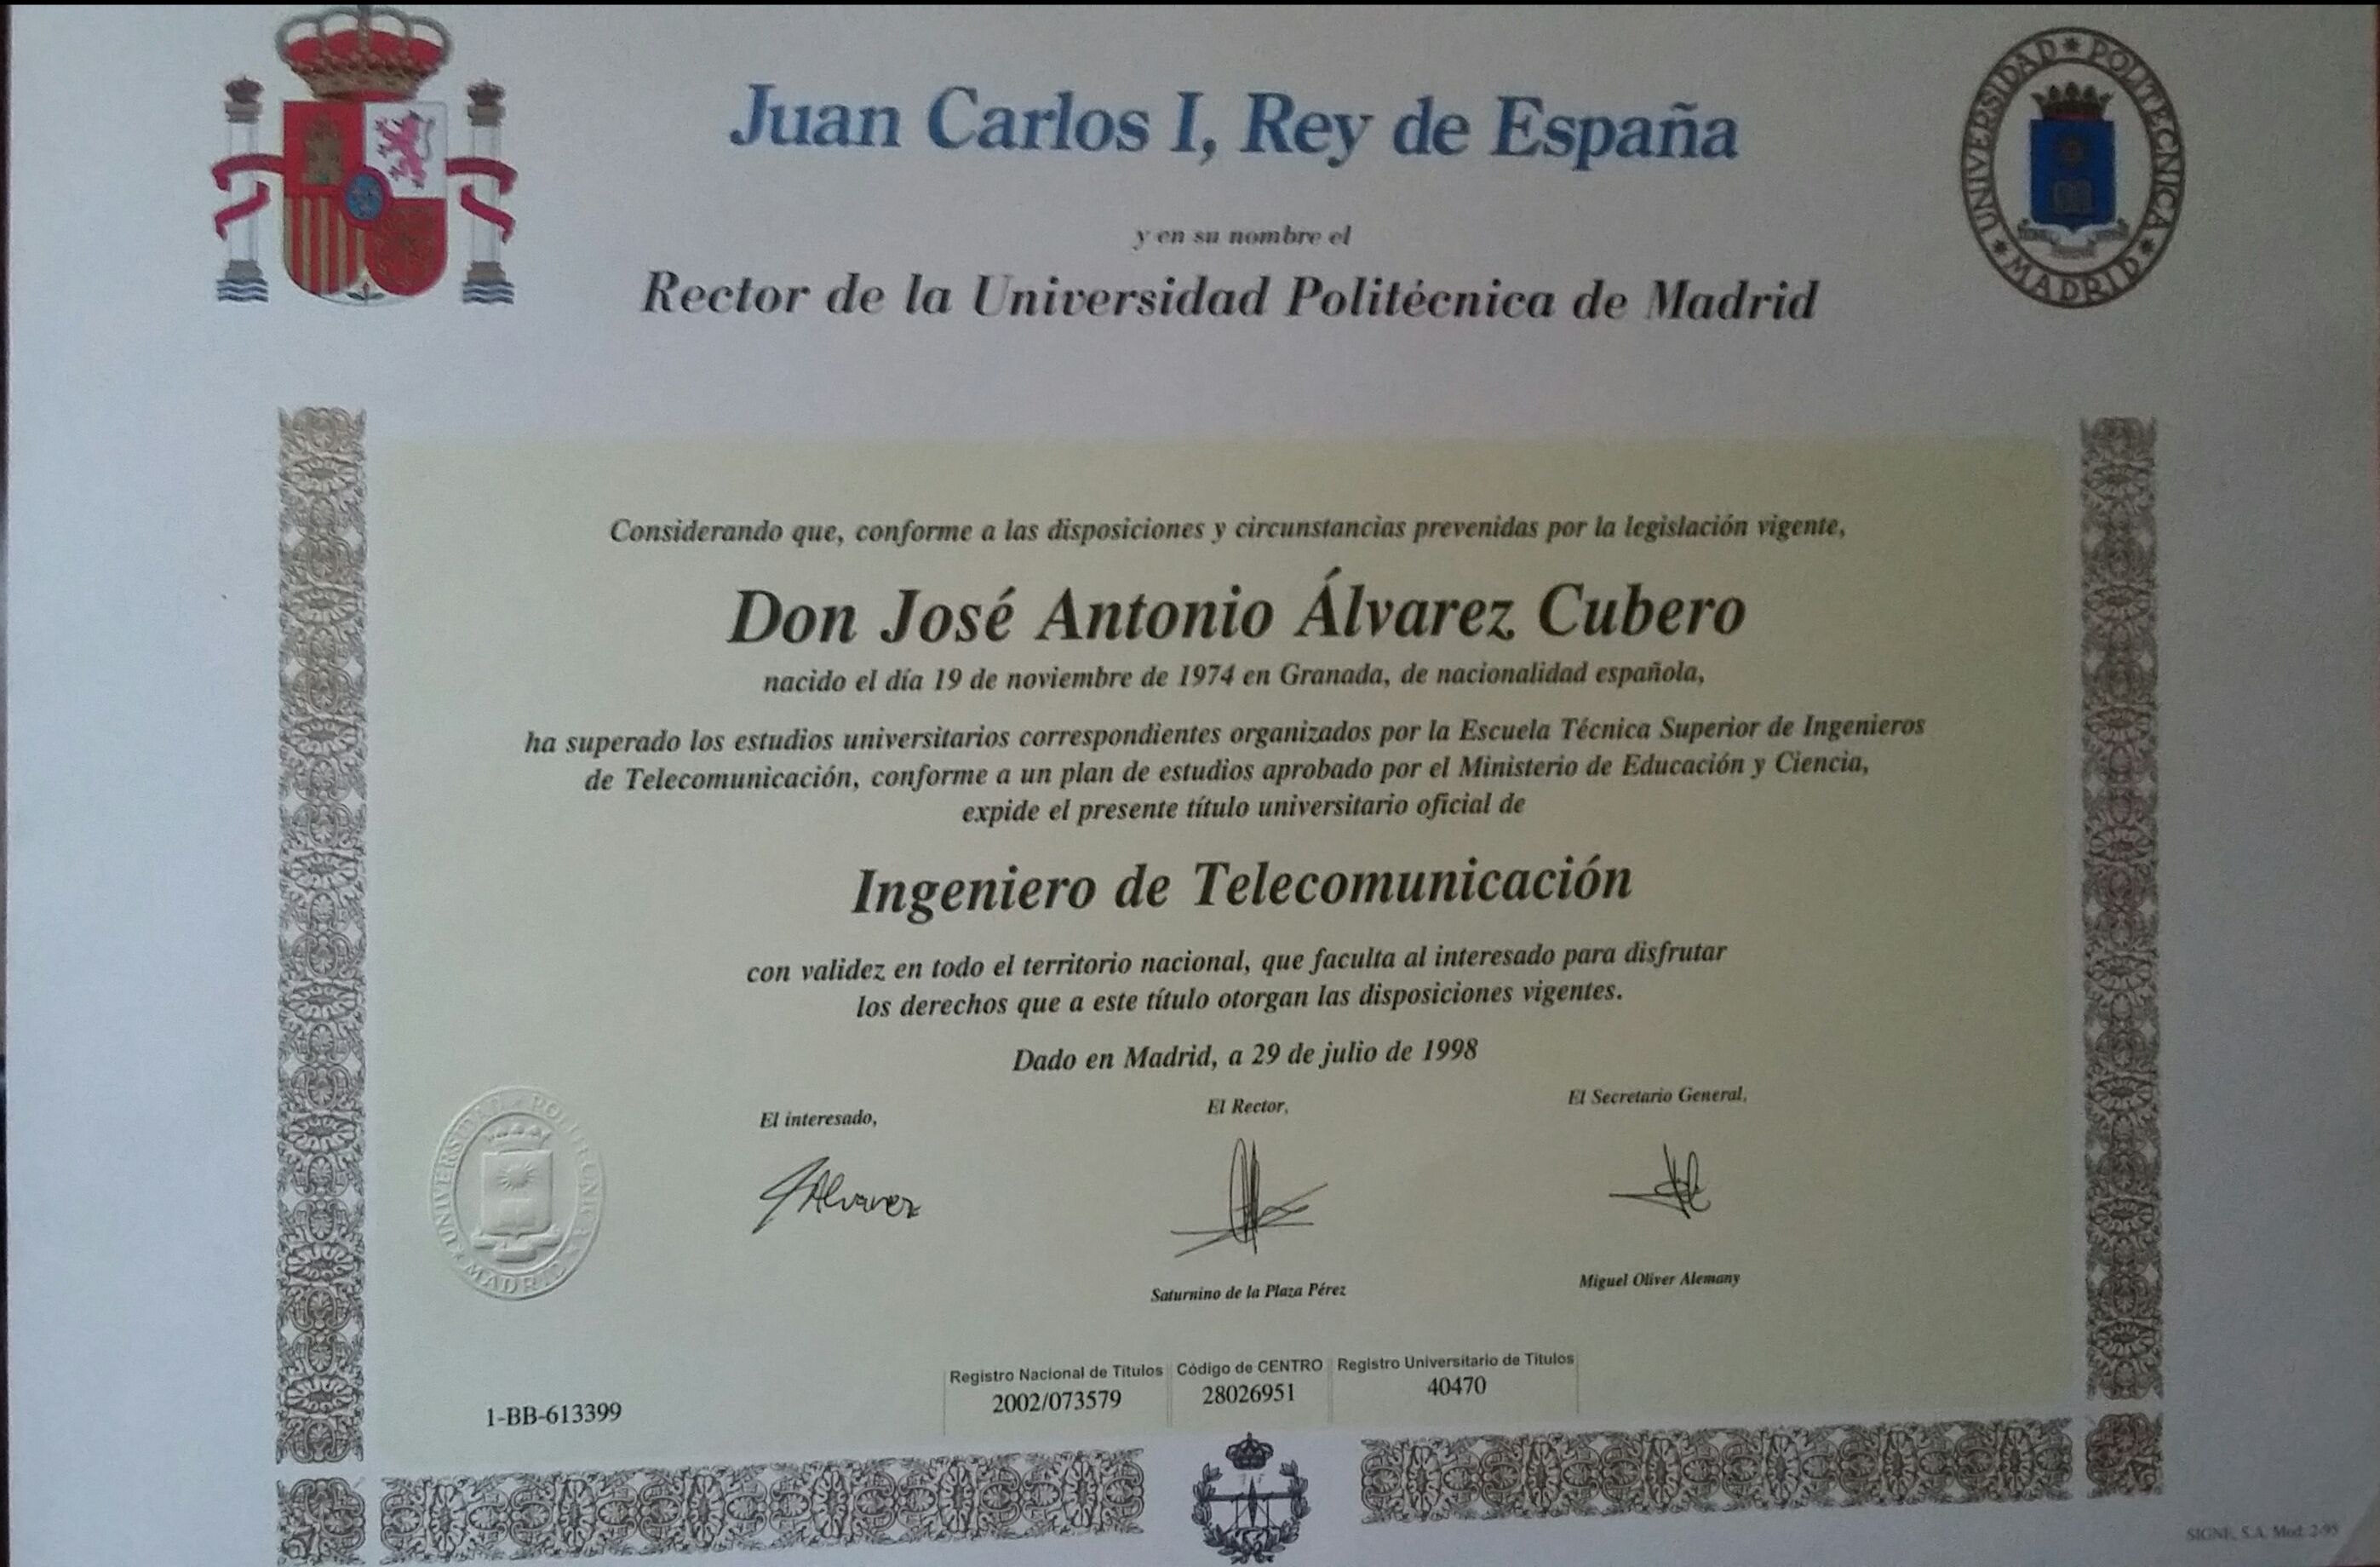 Juan Carlos I, Rey de España
UNIVERSIDAD POLITECNICA
MADRID
y en su nombre el
Rector de la Universidad Politécnica de Madrid
Considerando que, conforme a las disposiciones y circunstancias prevenidas por la legislación vigente,
Don José Antonio Álvarez Cubero
nacido el día 19 de noviembre de 1974 en Granada, de nacionalidad española,
ha superado los estudios universitarios correspondientes organizados por la Escuela Técnica Superior de Ingenieros
de Telecomunicación, conforme a un plan de estudios aprobado por el Ministerio de Educación y Ciencia,
expide el presente título universitario oficial de
Ingeniero de Telecomunicación
con validez en todo el territorio nacional, que faculta al interesado para disfrutar
los derechos que a este título otorgan las disposiciones vigentes.
Dado en Madrid, a 29 de julio de 1998
El interesado,
El Rector,
El Secretario General,
UNIVERSIDAD POLITECNICA
MADRID
JAlvarez
Saturnino de la Plaza Pérez
Miguel Oliver Alemany
Registro Nacional de Títulos Código de CENTRO Registro Universitario de Títulos
2002/073579 28026951 40470
1-BB-613399
SIGNE, S.A. Mod. 2-95